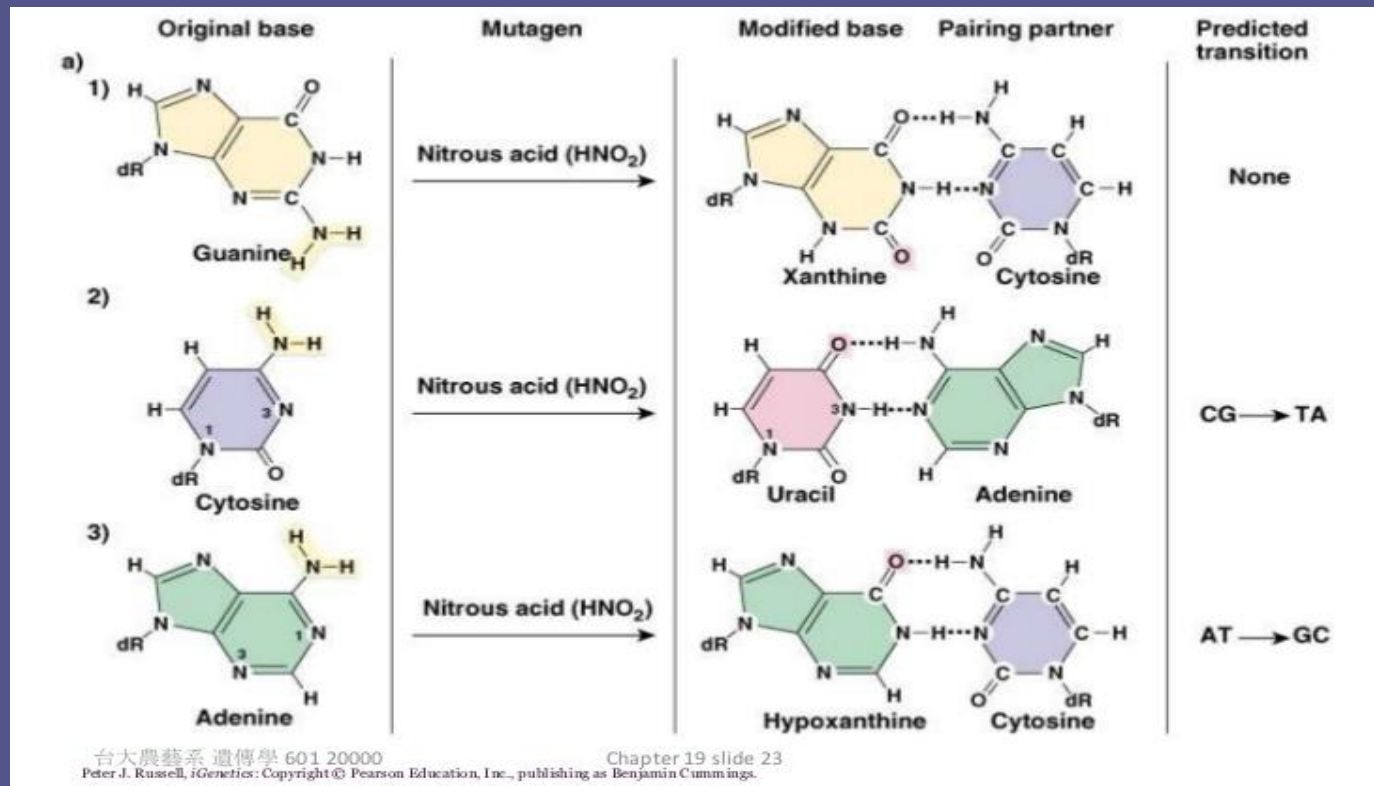 Original base Mutagen Modified base Pairing partner Predicted transition
a)
1)
H N O C N-H N C N-H H N dR
Guanine
Nitrous acid (HNO₂)
H N O C N-H N H C O N dR
Xanthine
H H-N C C H N C-H C N O dR
Cytosine
None
2)
H N-H H H N 3 1 N O dR
Cytosine
Nitrous acid (HNO₂)
H O H 3N-H 1 N O dR
Uracil
H H-N N H N N N dR H
Adenine
CG→TA
3)
H N-H H N 1 N 3 N H N dR
Adenine
Nitrous acid (HNO₂)
H N O C N-H N H N dR
Hypoxanthine
H H-N C C H N C-H C N O dR
Cytosine
AT→GC
台大農藝系 遺傳學 601 20000 Chapter 19 slide 23
Peter J. Russell, iGenetics: Copyright © Pearson Education, Inc., publishing as Benjamin Cummings.